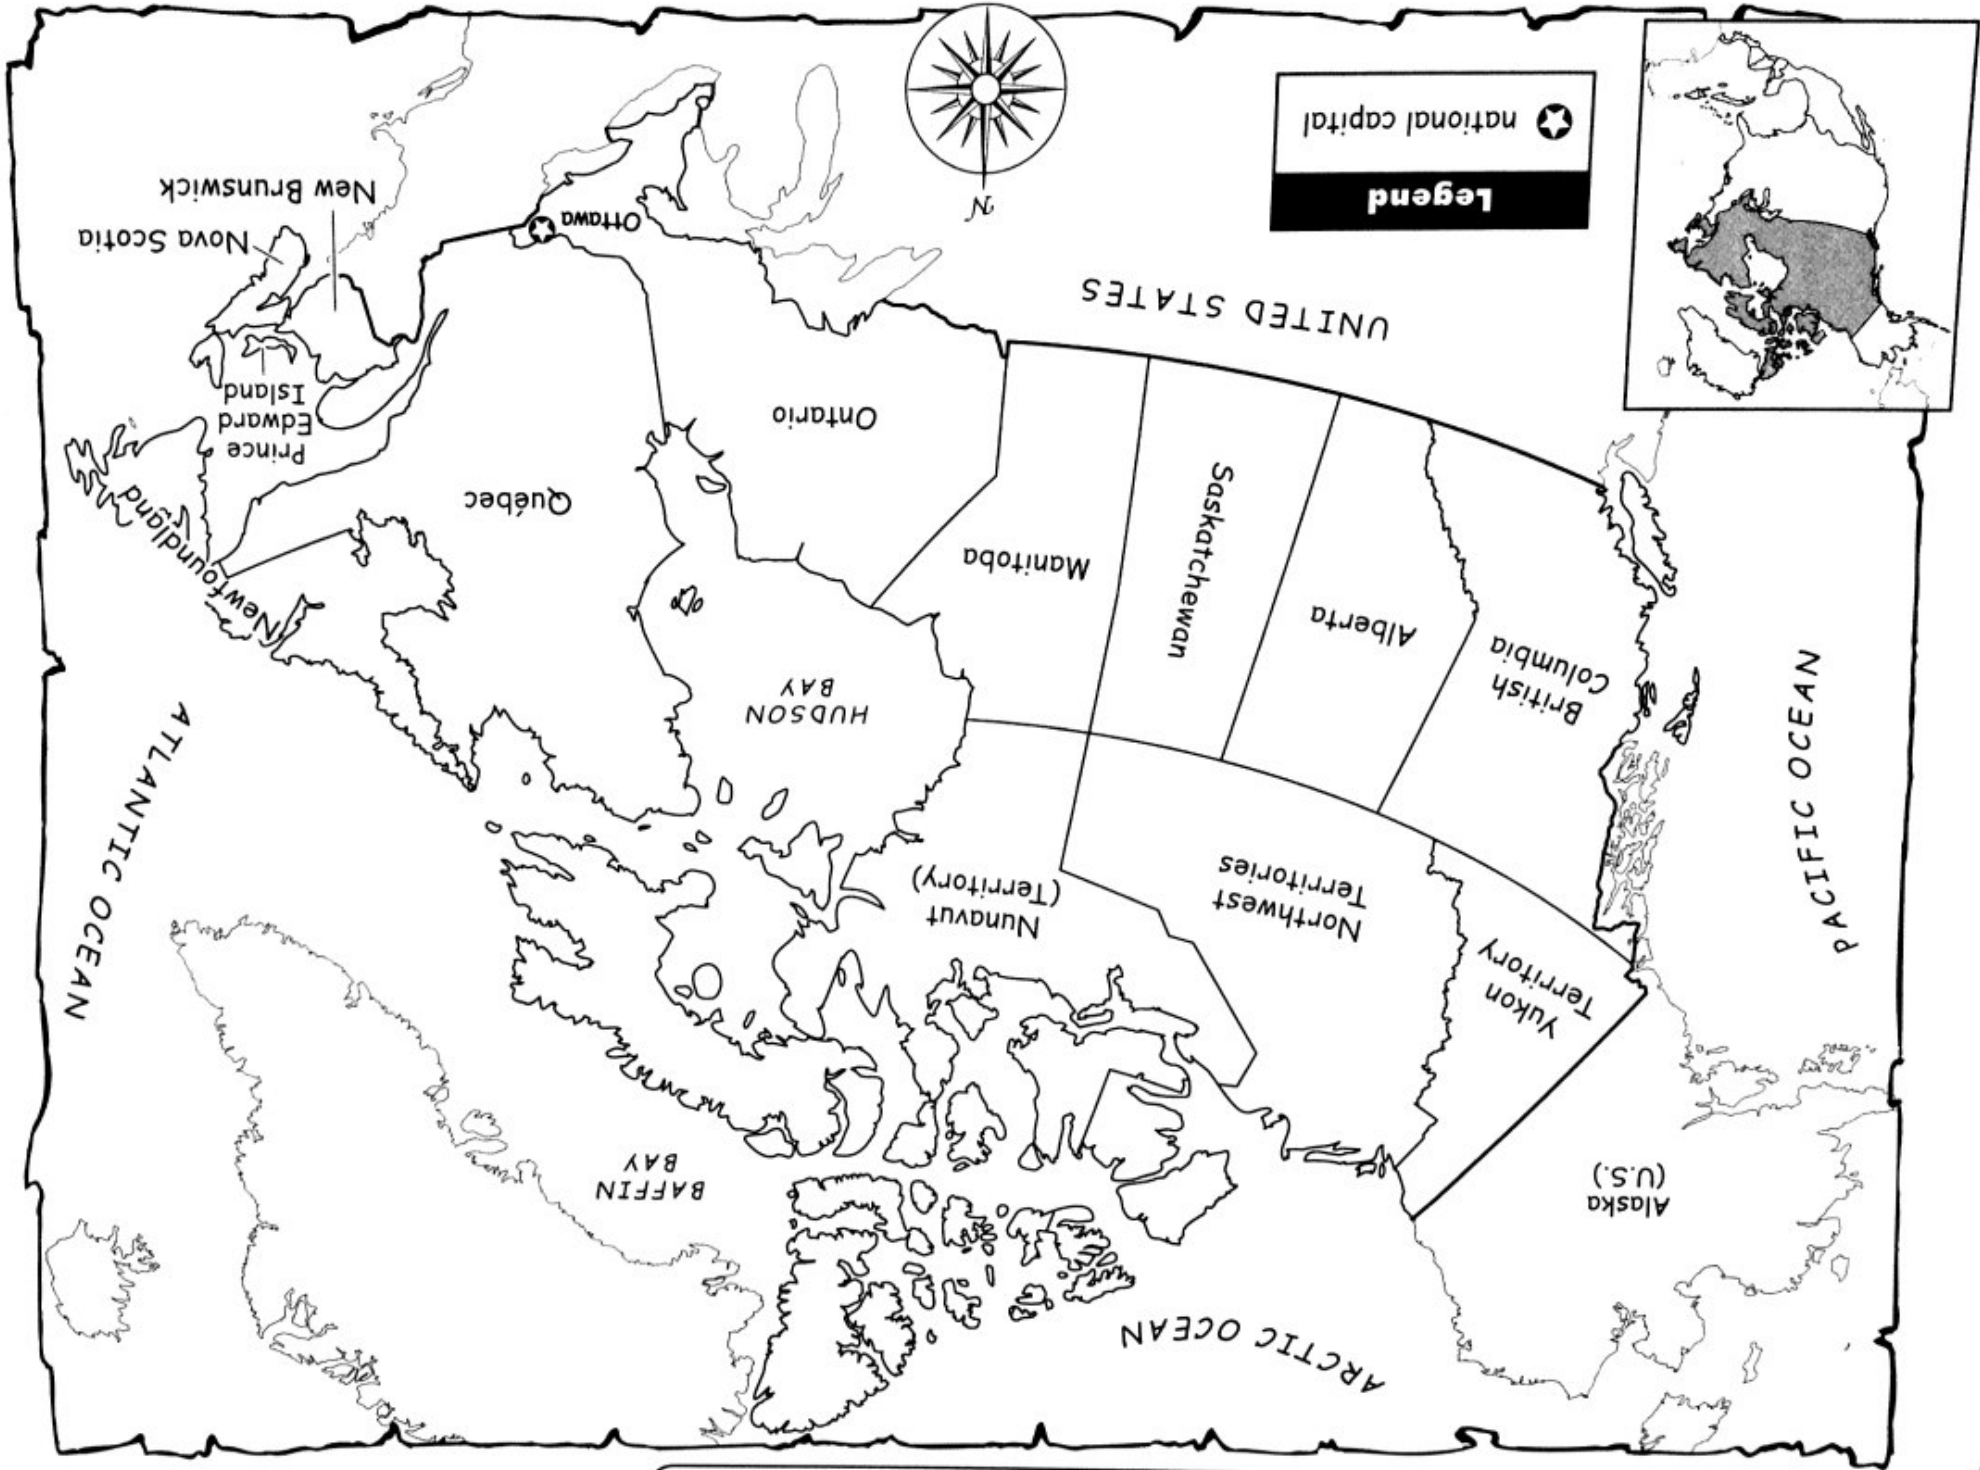 ARCTIC OCEAN
Alaska
(U.S.)
BAFFIN
BAY
Yukon
Territory
Northwest
Territories
Nunavut
(Territory)
PACIFIC OCEAN
ATLANTIC OCEAN
British
Columbia
Alberta
Saskatchewan
Manitoba
HUDSON
BAY
Ontario
Québec
Newfoundland
Prince
Edward
Island
Nova Scotia
New Brunswick
Ottawa
UNITED STATES
N
Legend
national capital